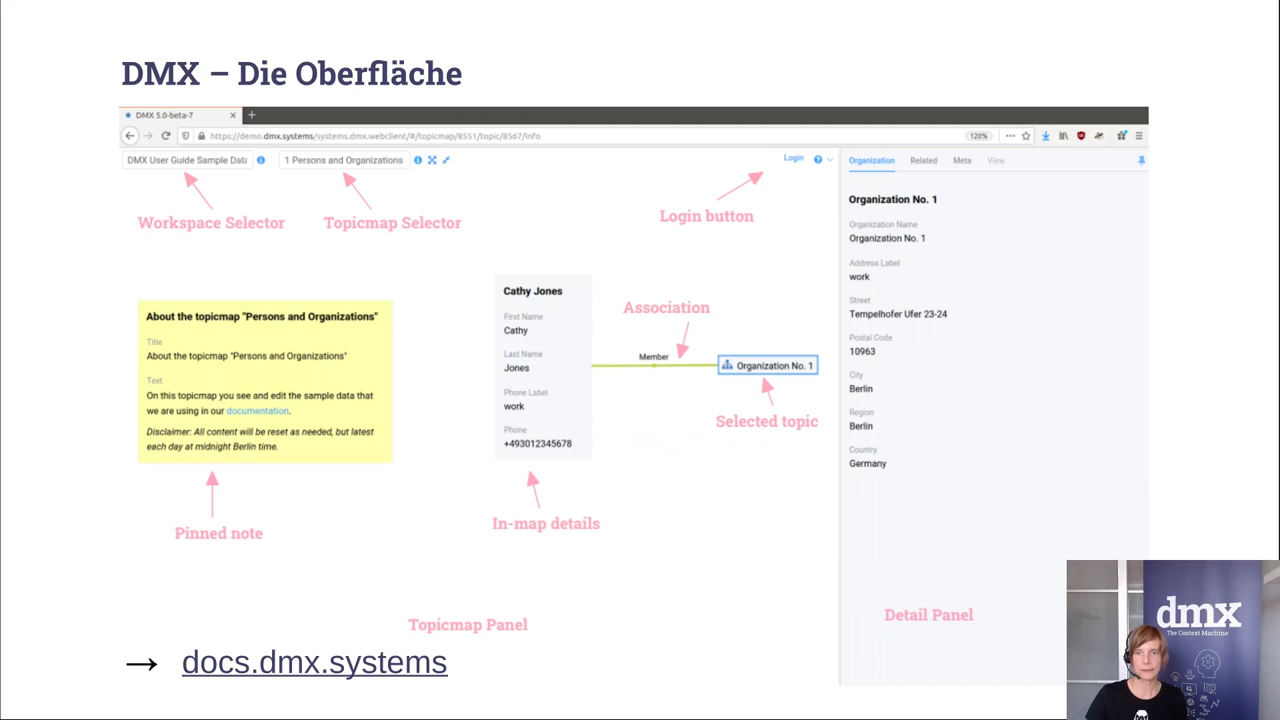 DMX – Die Oberfläche
DMX 5.0-beta-7
https://demo.dmx.systems/systems.dmx.webclient/#/topicmap/8551/topic/8567/info
120%
DMX User Guide Sample Data
1 Persons and Organizations
Login
Organization Related Meta View
Workspace Selector
Topicmap Selector
Login button
Organization No. 1
Organization Name
Organization No. 1
Address Label
work
Street
Tempelhofer Ufer 23-24
Postal Code
10963
City
Berlin
Region
Berlin
Country
Germany
About the topicmap "Persons and Organizations"
Title
About the topicmap "Persons and Organizations"
Text
On this topicmap you see and edit the sample data that
we are using in our documentation.
Disclaimer: All content will be reset as needed, but latest
each day at midnight Berlin time.
Cathy Jones
First Name
Cathy
Last Name
Jones
Phone Label
work
Phone
+493012345678
Association
Member
Organization No. 1
Selected topic
Pinned note
In-map details
Topicmap Panel
Detail Panel
→ docs.dmx.systems
dmx
The Context Machine